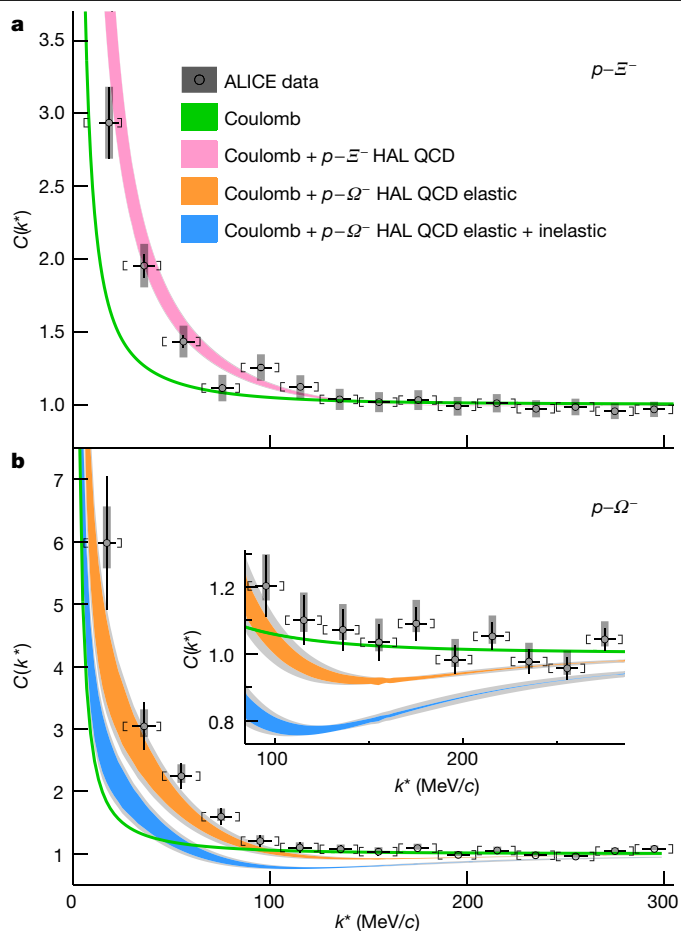 a
3.5
3.0
2.5
2.0
1.5
1.0
C(k*)
p–Ξ⁻
ALICE data
Coulomb
Coulomb + p–Ξ⁻ HAL QCD
Coulomb + p–Ω⁻ HAL QCD elastic
Coulomb + p–Ω⁻ HAL QCD elastic + inelastic
b
7
6
5
4
3
2
1
C(k*)
p–Ω⁻
1.2
1.0
0.8
C(k*)
100 200
k* (MeV/c)
0 100 200 300
k* (MeV/c)